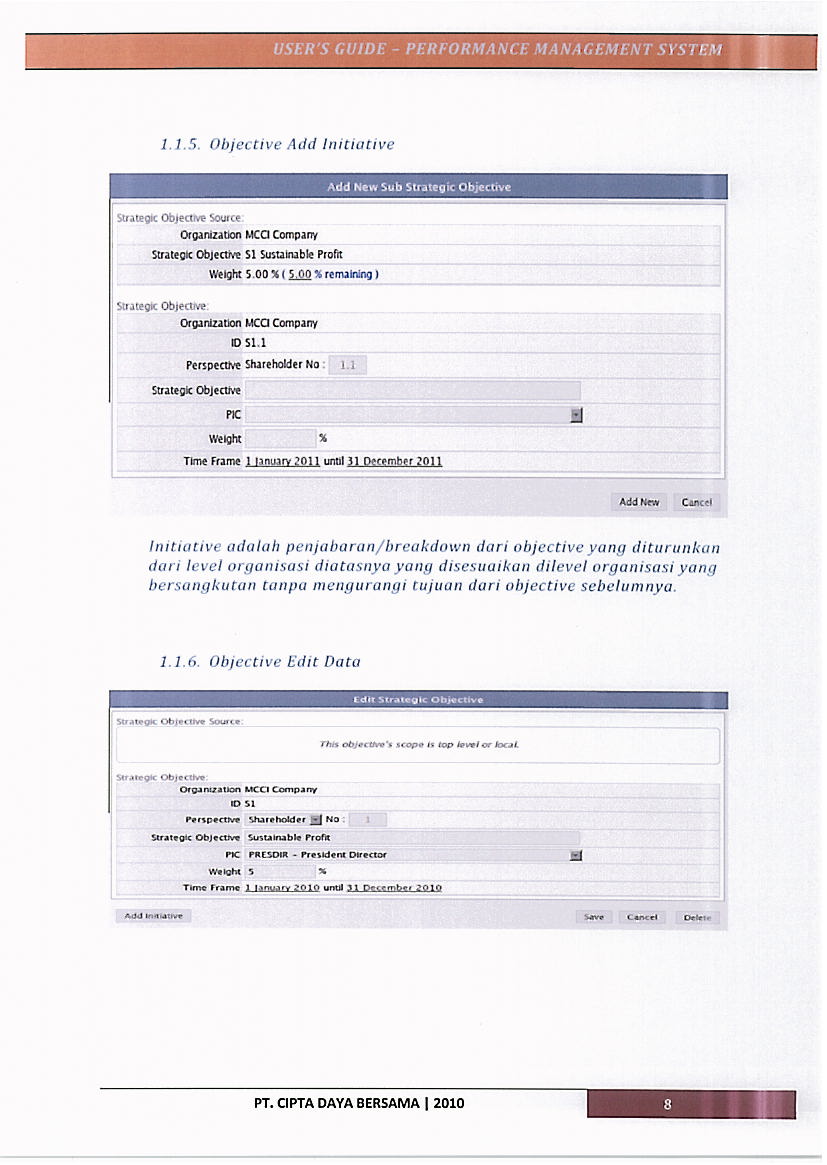 USER'S GUIDE – PERFORMANCE MANAGEMENT SYSTEM
1.1.5. Objective Add Initiative
Add New Sub Strategic Objective
Strategic Objective Source:
Organization MCCI Company
Strategic Objective S1 Sustainable Profit
Weight 5.00 % ( 5.00 % remaining )
Strategic Objective:
Organization MCCI Company
ID S1.1
Perspective Shareholder No : 1.1
Strategic Objective
PIC
Weight %
Time Frame 1 January 2011 until 31 December 2011
Add New Cancel
Initiative adalah penjabaran/breakdown dari objective yang diturunkan
dari level organisasi diatasnya yang disesuaikan dilevel organisasi yang
bersangkutan tanpa mengurangi tujuan dari objective sebelumnya.
1.1.6. Objective Edit Data
Edit Strategic Objective
Strategic Objective Source:
This objective's scope is top level or local.
Strategic Objective:
Organization MCCI Company
ID S1
Perspective Shareholder No : 1
Strategic Objective Sustainable Profit
PIC PRESDIR - President Director
Weight 5 %
Time Frame 1 January 2010 until 31 December 2010
Add Initiative Save Cancel Delete
PT. CIPTA DAYA BERSAMA | 2010 8